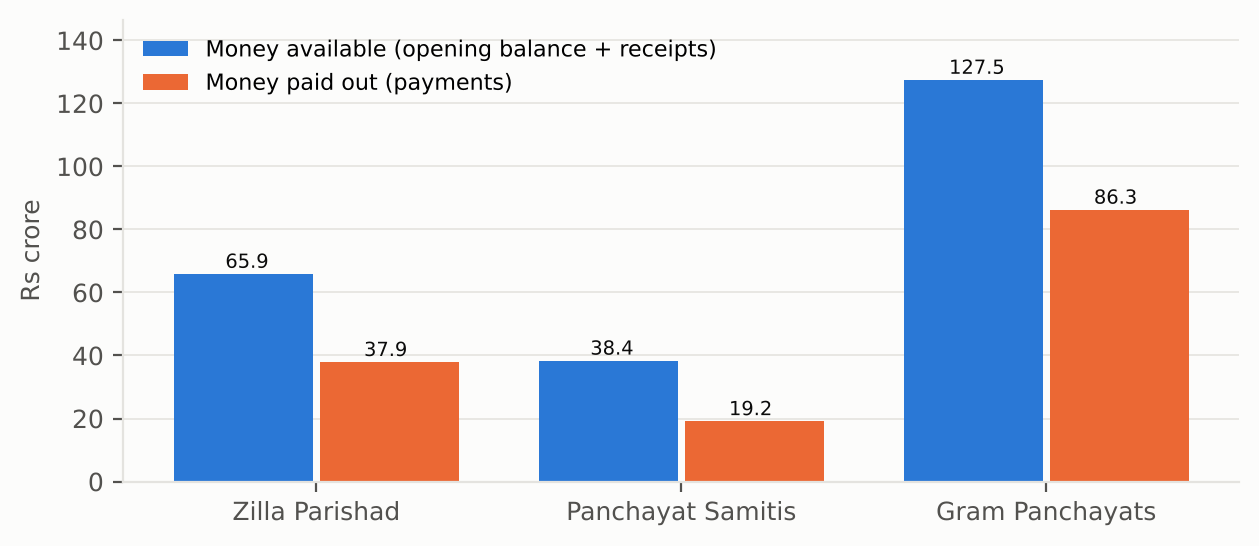 Money available (opening balance + receipts)
Money paid out (payments)
Rs crore
140
120
100
80
60
40
20
0
65.9
37.9
38.4
19.2
127.5
86.3
Zilla Parishad
Panchayat Samitis
Gram Panchayats